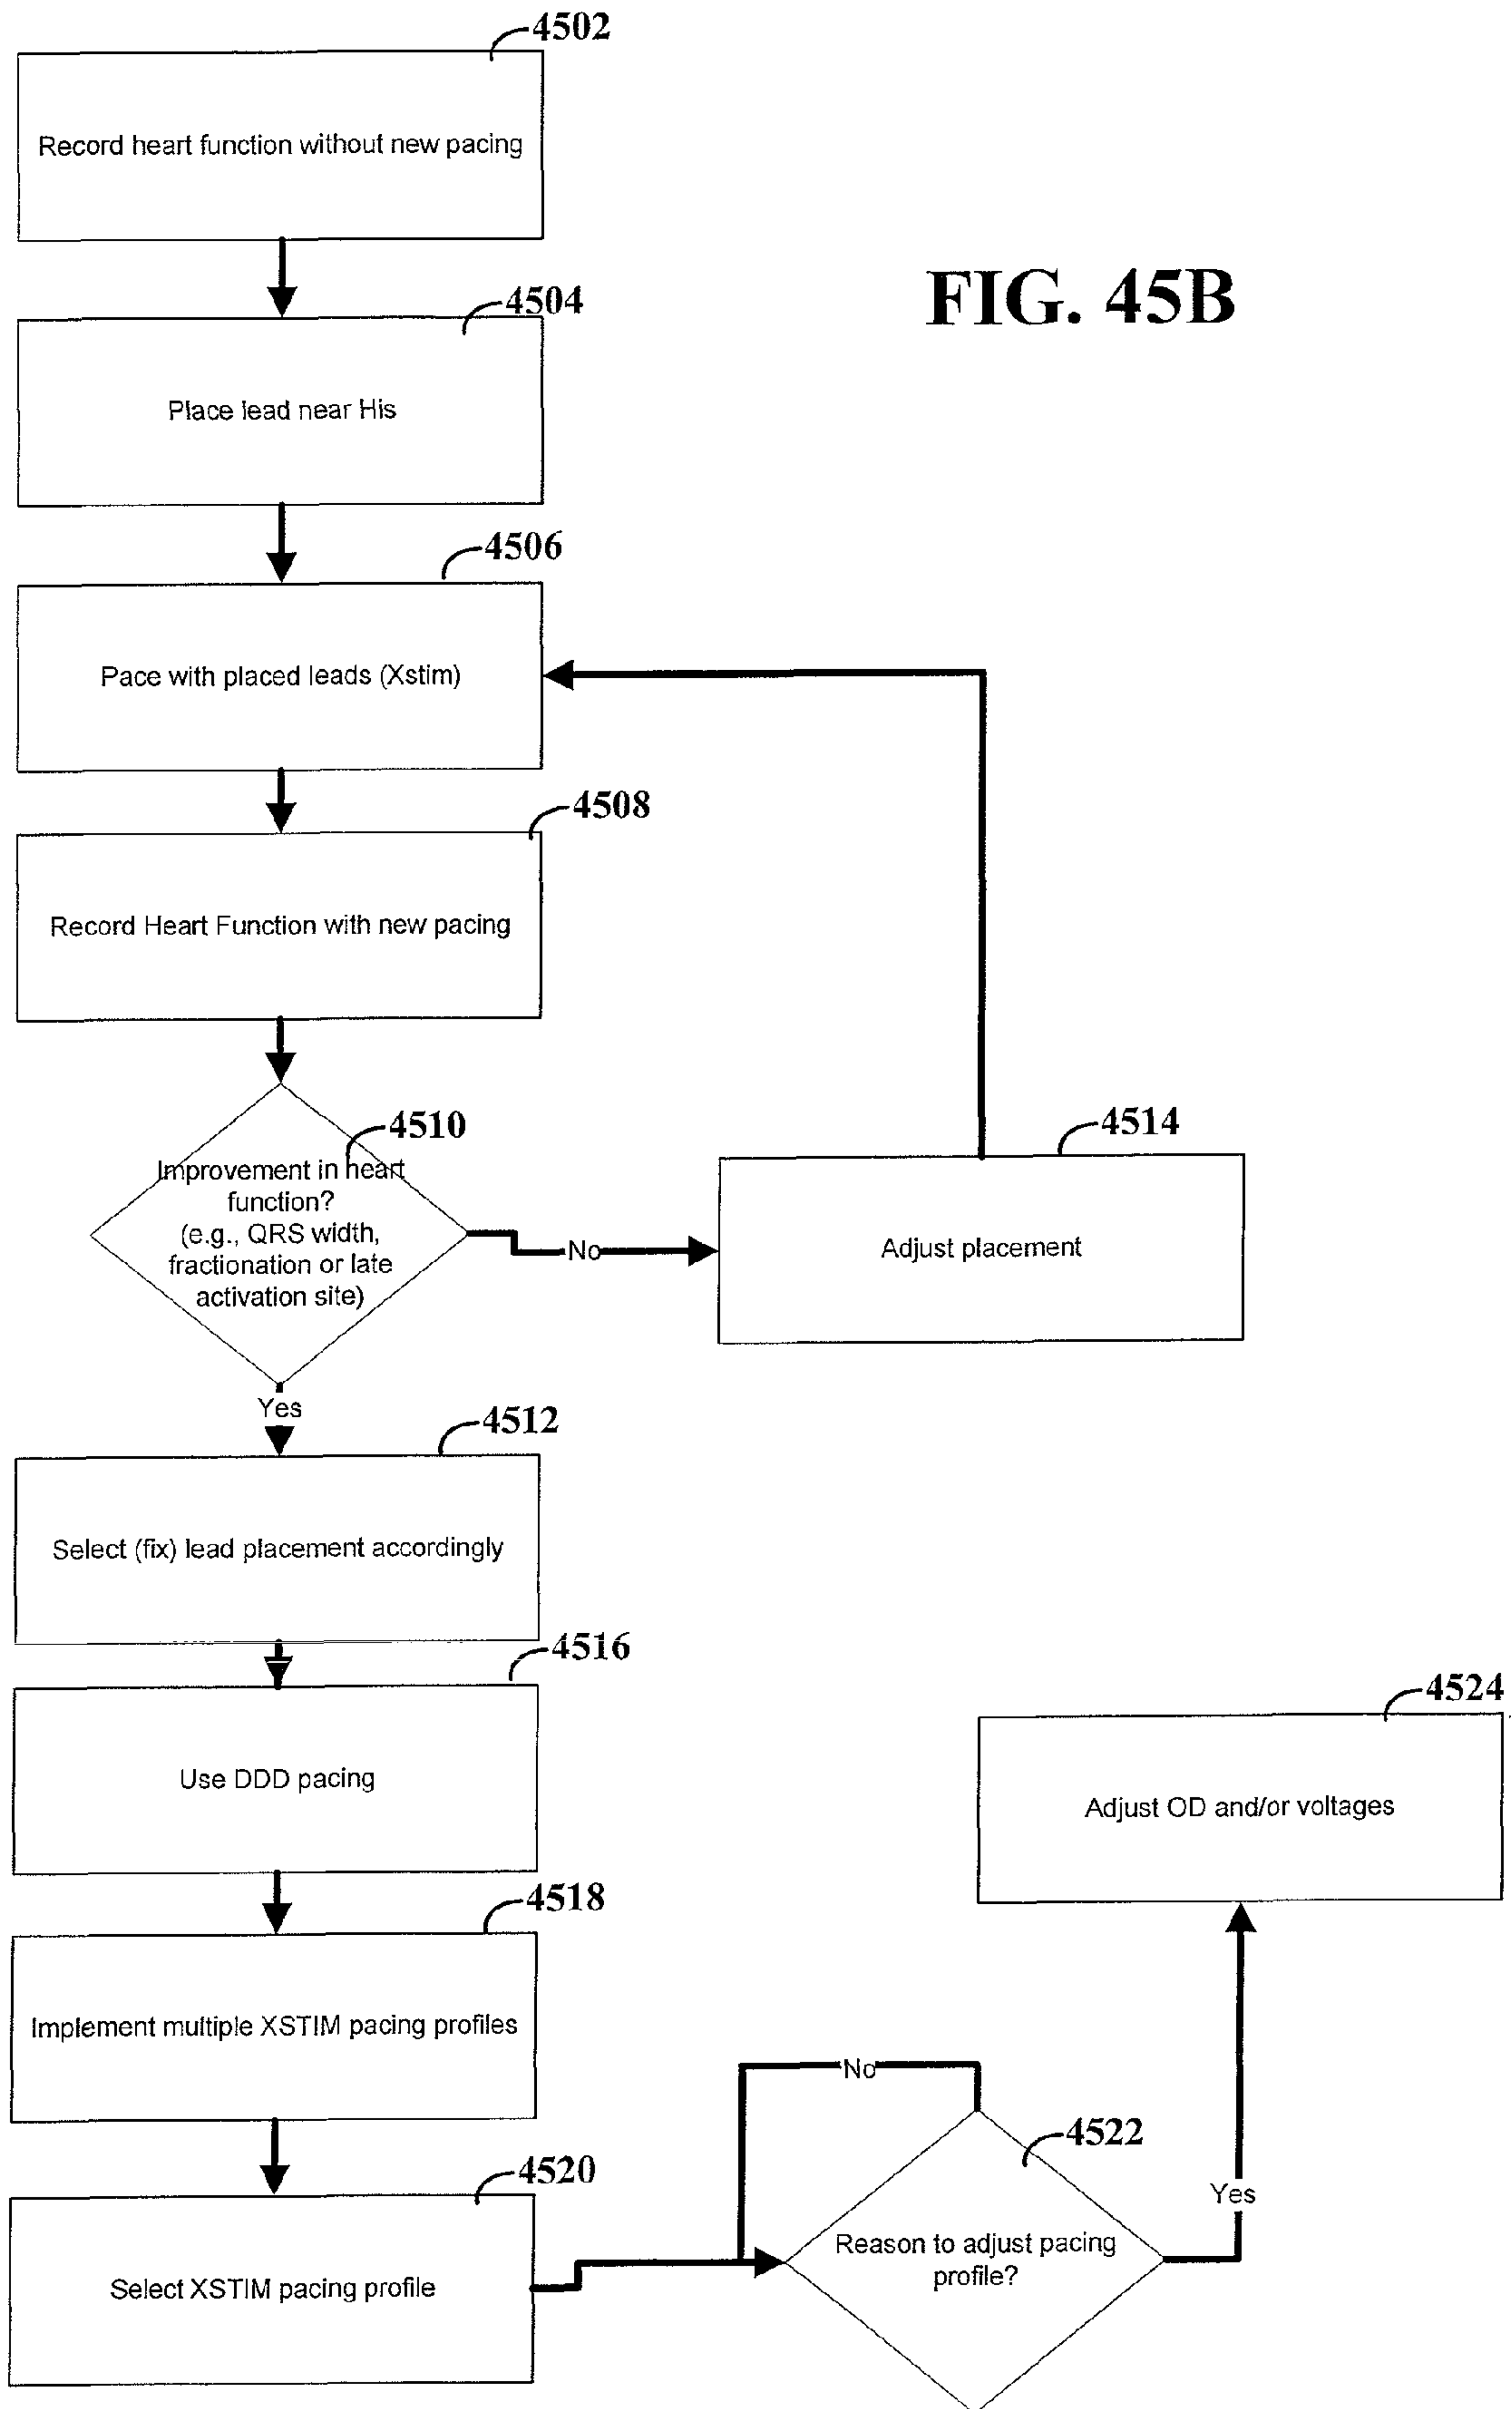 4502
Record heart function without new pacing
FIG. 45B
4504
Place lead near His
4506
Pace with placed leads (Xstim)
4508
Record Heart Function with new pacing
4510
Improvement in heart
function?
(e.g., QRS width,
fractionation or late
activation site)
No
4514
Adjust placement
Yes
4512
Select (fix) lead placement accordingly
4516
Use DDD pacing
4524
Adjust OD and/or voltages
4518
Implement multiple XSTIM pacing profiles
No
4522
Reason to adjust pacing
profile?
Yes
4520
Select XSTIM pacing profile